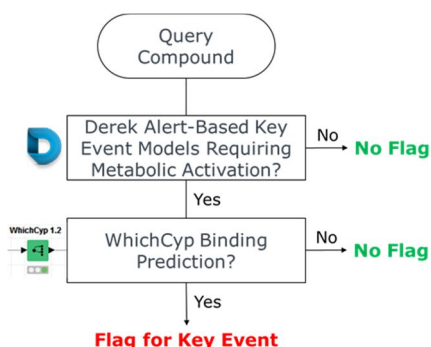 Query
Compound
Derek Alert-Based Key
Event Models Requiring
Metabolic Activation?
No
No Flag
Yes
WhichCyp 1.2
WhichCyp Binding
Prediction?
No
No Flag
Yes
Flag for Key Event